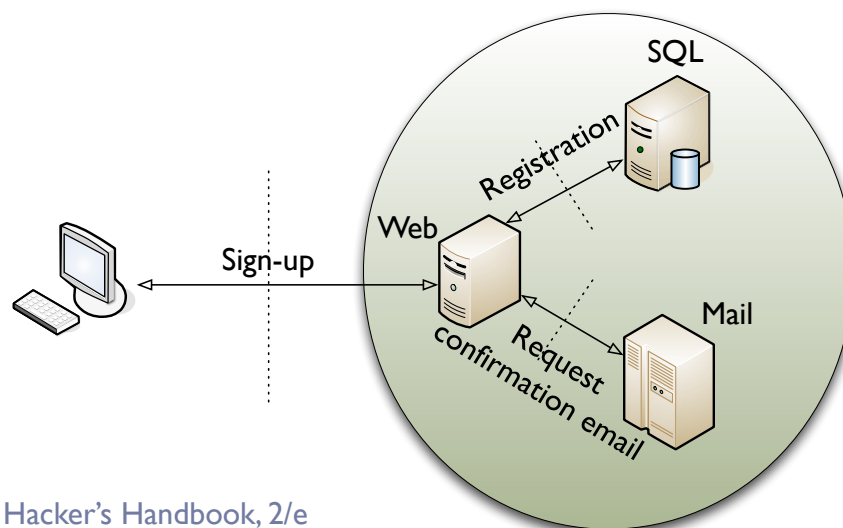 SQL
Registration
Web
Sign-up
Mail
Request
confirmation email
Hacker's Handbook, 2/e